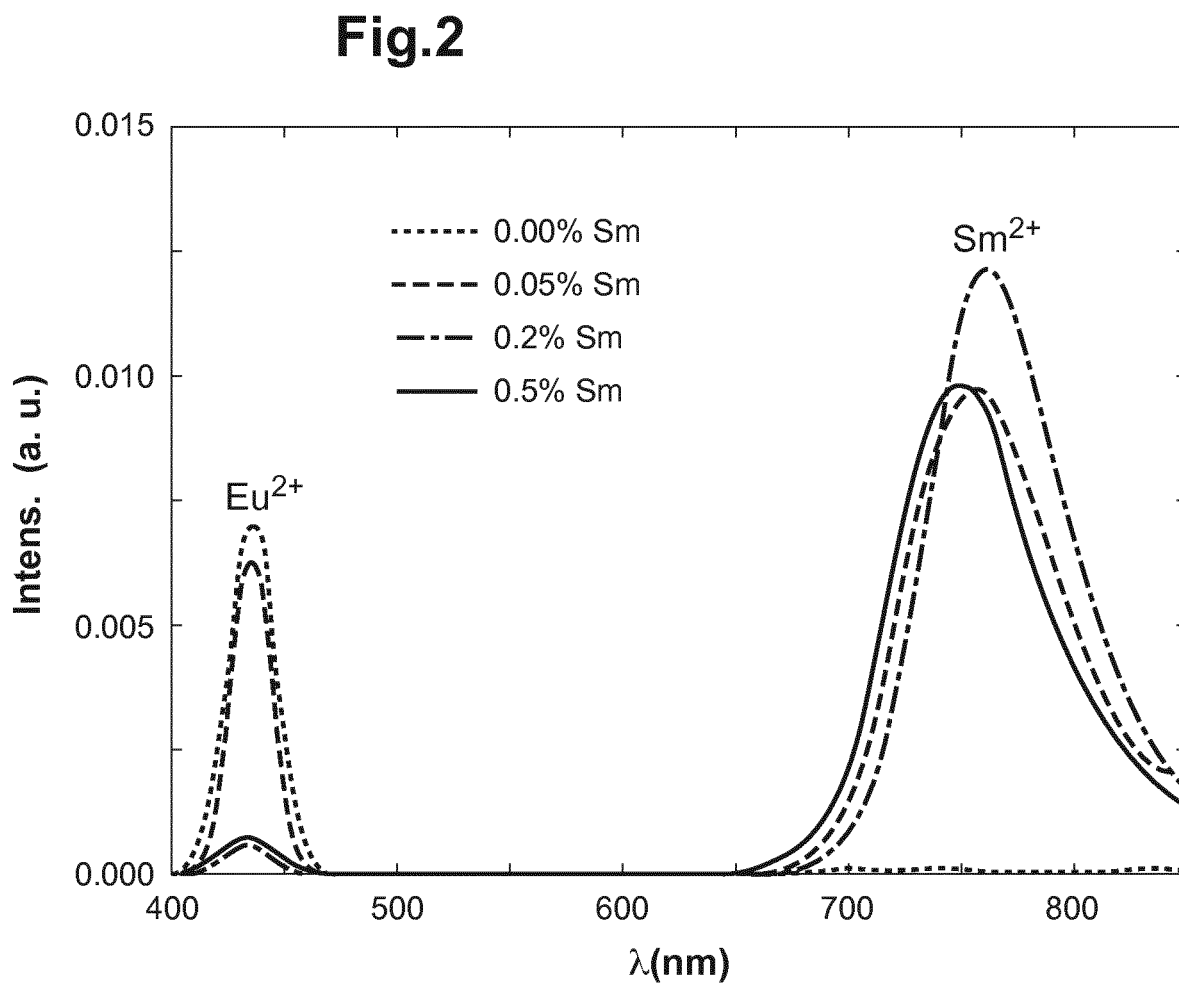 Fig.2
0.015
0.010
0.005
0.000
Intens. (a. u.)
0.00% Sm
0.05% Sm
0.2% Sm
0.5% Sm
Eu²⁺
Sm²⁺
400 500 600 700 800
λ(nm)